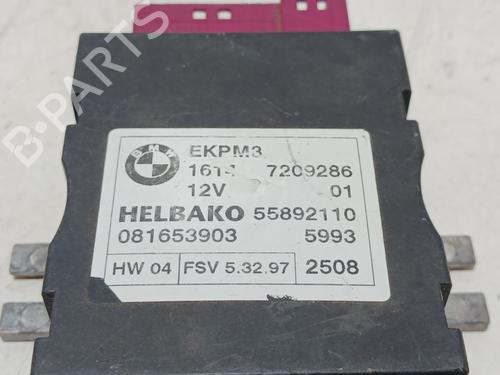 B-PARTS
BMW
EKPM3
1614 7209286
12V 01
HELBAKO 55892110
081653903 5993
HW 04 FSV 5.32.97 2508